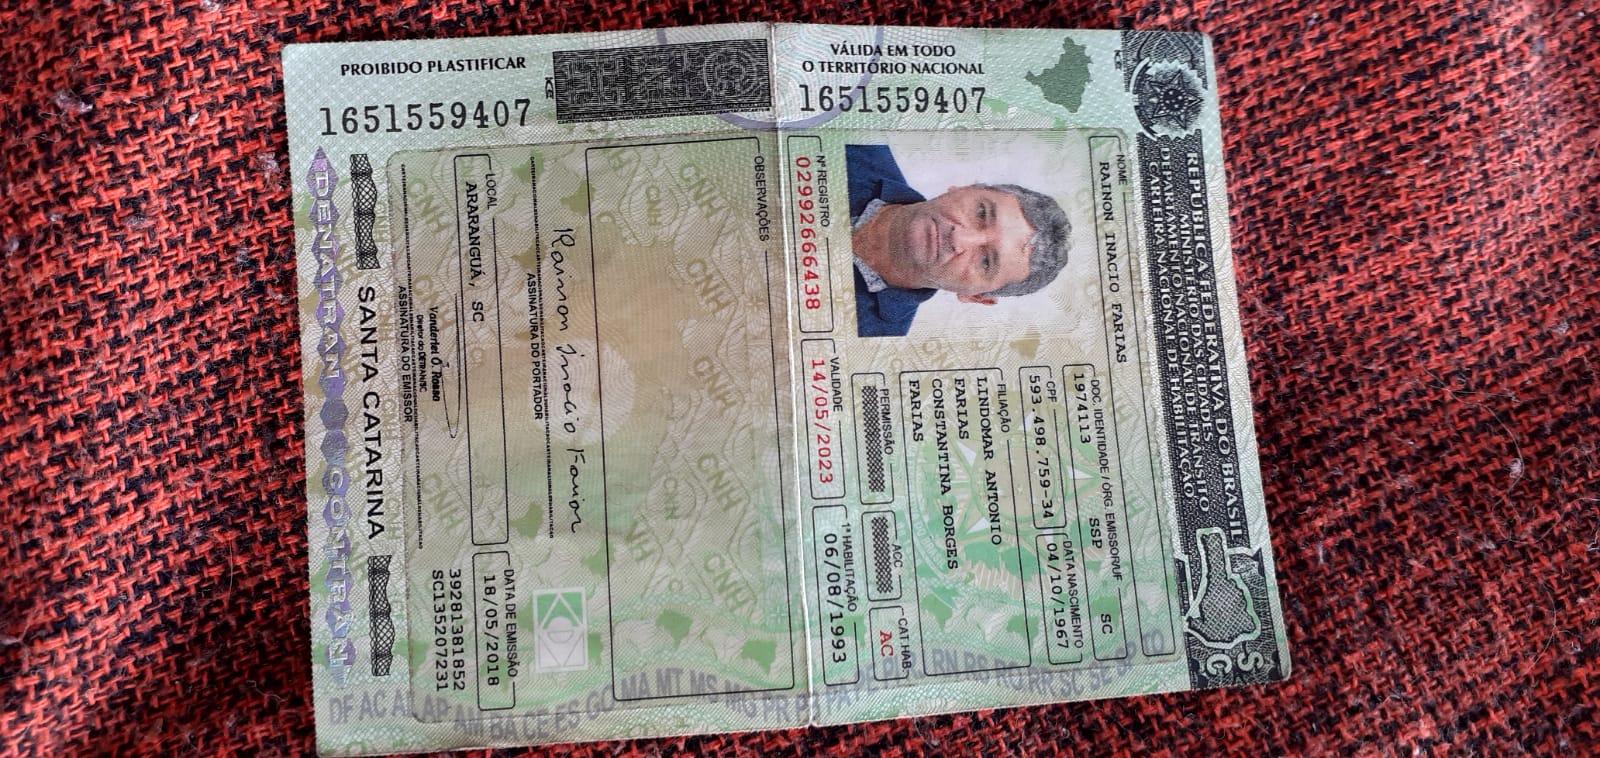 VÁLIDA EM TODO
O TERRITÓRIO NACIONAL
1651559407
REPÚBLICA FEDERATIVA DO BRASIL
MINISTÉRIO DAS CIDADES
DEPARTAMENTO NACIONAL DE TRÂNSITO
CARTEIRA NACIONAL DE HABILITAÇÃO
SC
NOME
RAINON INACIO FARIAS
DOC. IDENTIDADE / ÓRG. EMISSOR/UF
1974113 SSP SC
CPF
593.498.759-34
DATA NASCIMENTO
04/10/1967
FILIAÇÃO
LINDOMAR ANTONIO
FARIAS
CONSTANTINA BORGES
FARIAS
PERMISSÃO
ACC
CAT. HAB.
AC
Nº REGISTRO
02992666438
VALIDADE
14/05/2023
1ª HABILITAÇÃO
06/08/1993
OBSERVAÇÕES
Rainon Inacio Farias
ASSINATURA DO PORTADOR
LOCAL
ARARANGUÁ, SC
DATA DE EMISSÃO
18/05/2018
Vanderlei O. Rosso
Diretor do DETRAN/SC
ASSINATURA DO EMISSOR
39281381852
SC135207231
SANTA CATARINA
DENATRAN CONTRAN
PROIBIDO PLASTIFICAR
1651559407
DF AC AL AP AM BA CE ES GO MA MT MS MG PR PB PA PE RN RS RO RR SC SE SP TO